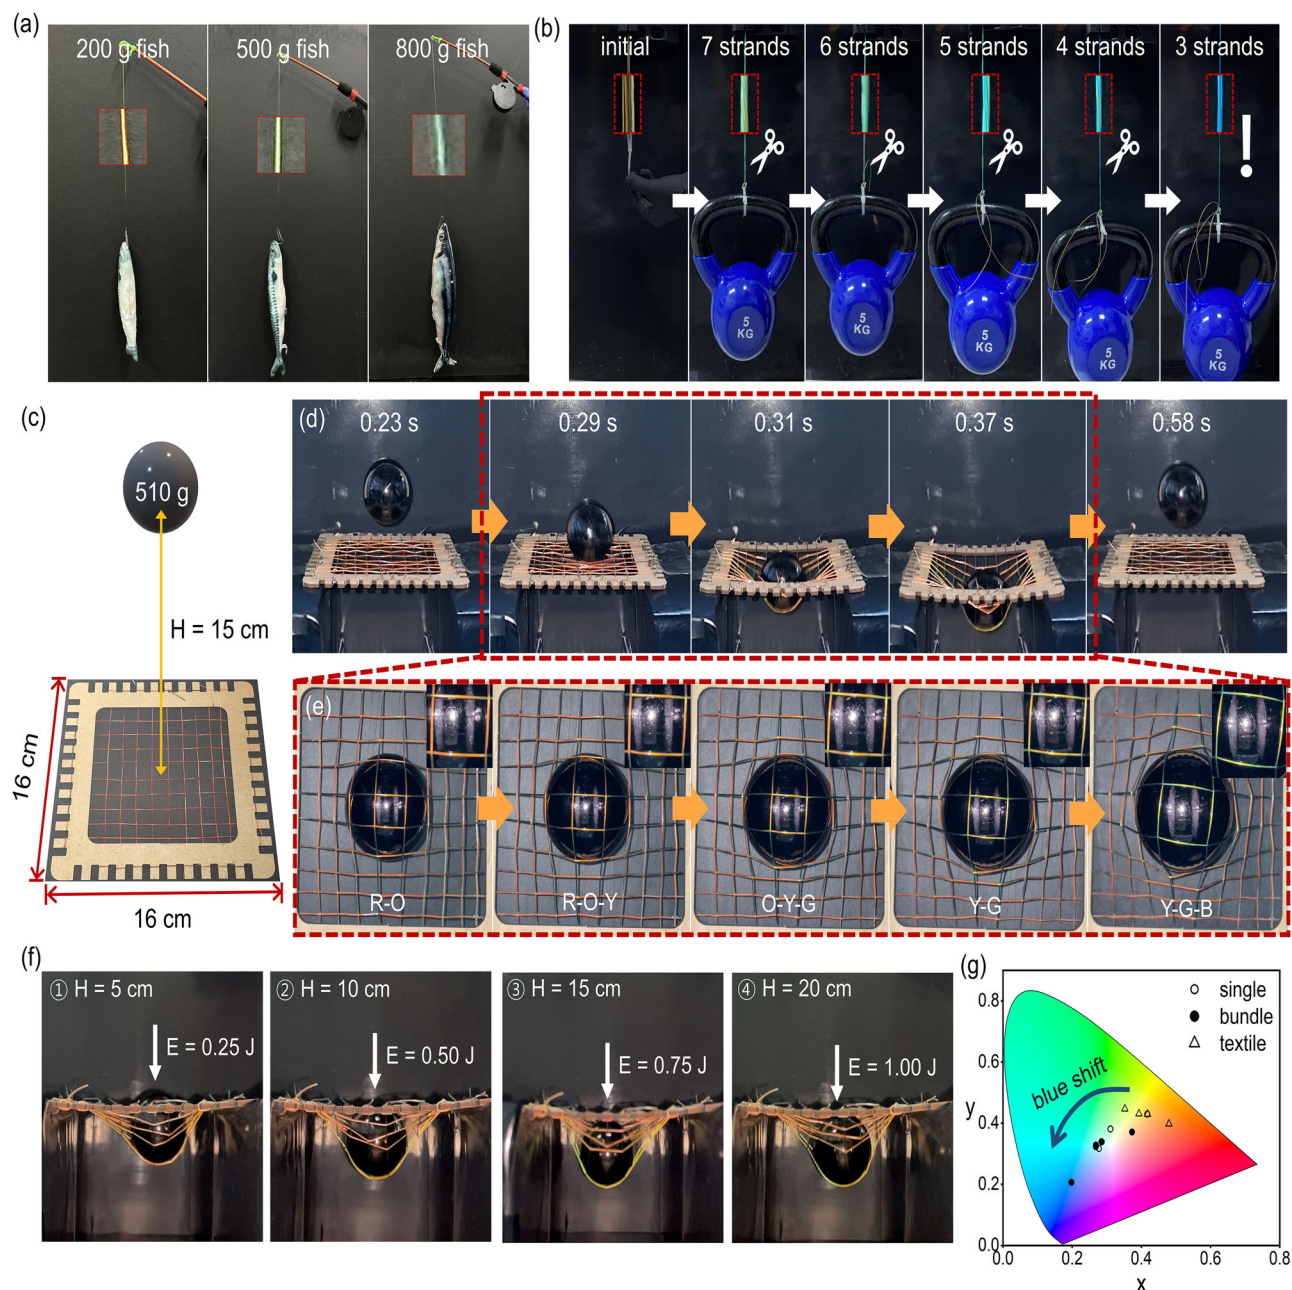 (a)
200 g fish
500 g fish
800 g fish
(b)
initial
7 strands
6 strands
5 strands
4 strands
3 strands
!
5
KG
5
KG
5
KG
5
KG
5
KG
(c)
510 g
H = 15 cm
16 cm
16 cm
(d)
0.23 s
0.29 s
0.31 s
0.37 s
0.58 s
(e)
R-O
R-O-Y
O-Y-G
Y-G
Y-G-B
(f)
① H = 5 cm
E = 0.25 J
② H = 10 cm
E = 0.50 J
③ H = 15 cm
E = 0.75 J
④ H = 20 cm
E = 1.00 J
(g)
single
bundle
textile
blue shift
y
0.8
0.6
0.4
0.2
0.0
0.0
0.2
0.4
0.6
0.8
x